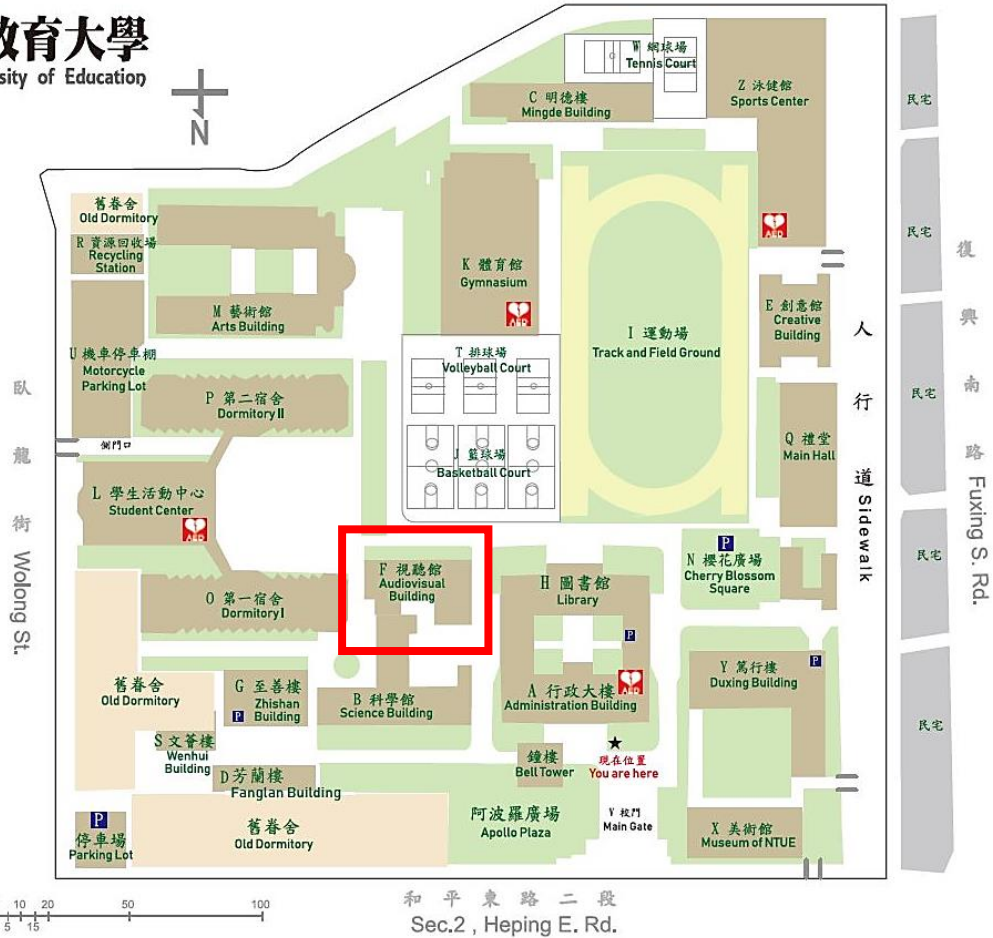 教育大學
sity of Education
N
W 網球場
Tennis Court
C 明德樓
Mingde Building
Z 泳健館
Sports Center
民宅
舊眷舍
Old Dormitory
R 資源回收場
Recycling
Station
K 體育館
Gymnasium
AED
民宅
復興南路
Fuxing S. Rd.
M 藝術館
Arts Building
AED
I 運動場
Track and Field Ground
E 創意館
Creative
Building
人行道 Sidewalk
U 機車停車棚
Motorcycle
Parking Lot
T 排球場
Volleyball Court
P 第二宿舍
Dormitory II
民宅
臥龍街
Wolong St.
側門口
J 籃球場
Basketball Court
Q 禮堂
Main Hall
L 學生活動中心
Student Center
AED
F 視聽館
Audiovisual
Building
H 圖書館
Library
P
N 櫻花廣場
Cherry Blossom
Square
民宅
O 第一宿舍
Dormitory I
P
舊眷舍
Old Dormitory
G 至善樓
Zhishan
Building
P
B 科學館
Science Building
A 行政大樓
Administration Building
AED
Y 篤行樓
Duxing Building
P
民宅
S 文薈樓
Wenhui
Building
D 芳蘭樓
Fanglan Building
鐘樓
Bell Tower
★
現在位置
You are here
P
停車場
Parking Lot
舊眷舍
Old Dormitory
阿波羅廣場
Apollo Plaza
V 校門
Main Gate
X 美術館
Museum of NTUE
5 10 15 20 50 100
和平東路二段
Sec.2 , Heping E. Rd.